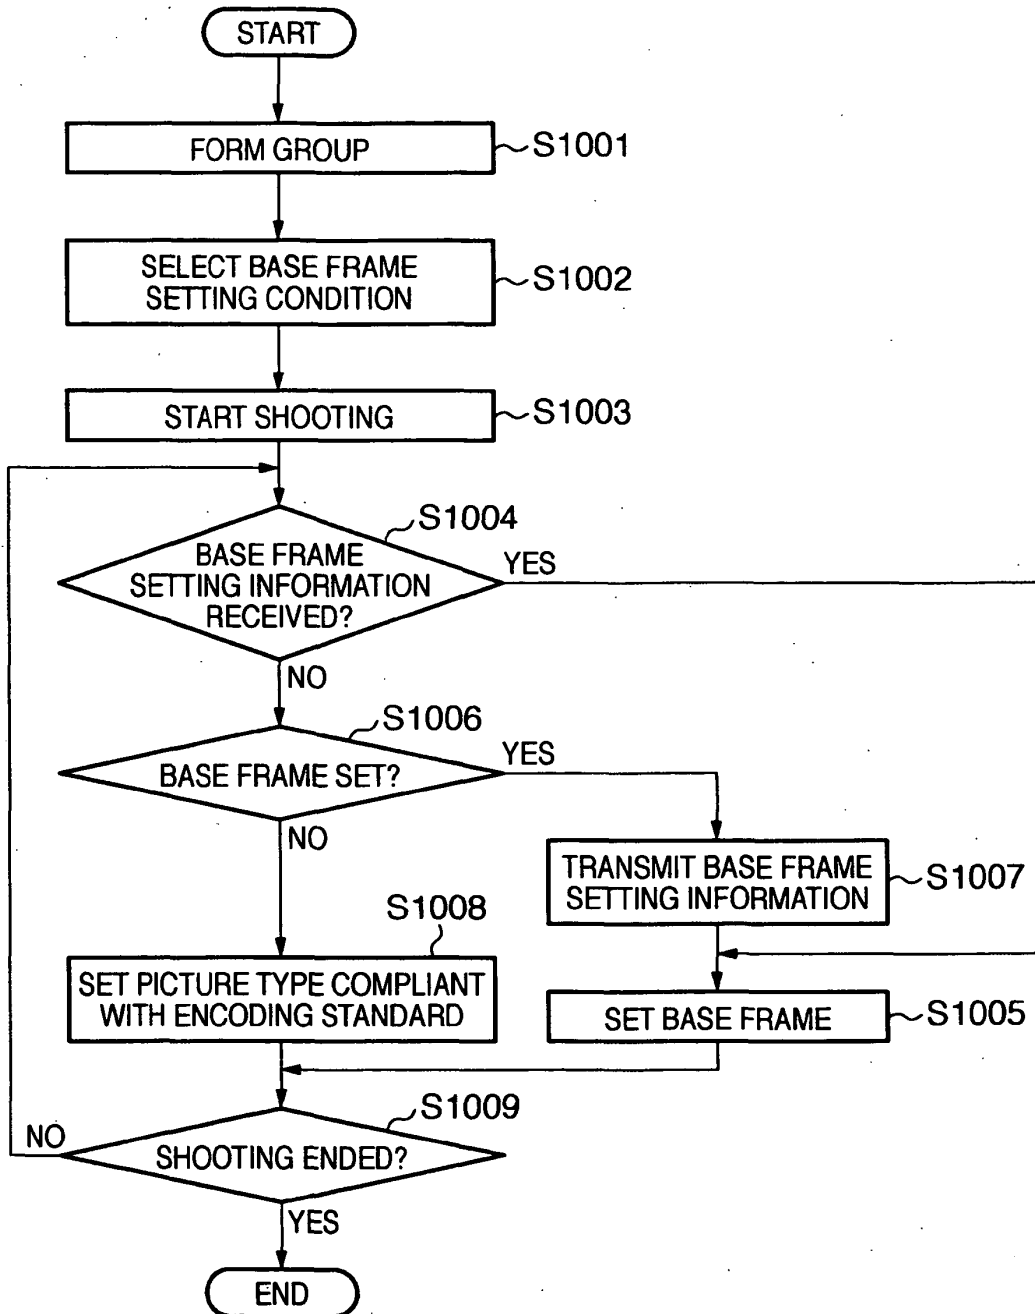 START
FORM GROUP
S1001
SELECT BASE FRAME
SETTING CONDITION
S1002
START SHOOTING
S1003
S1004
BASE FRAME
SETTING INFORMATION
RECEIVED?
YES
NO
S1006
BASE FRAME SET?
YES
NO
TRANSMIT BASE FRAME
SETTING INFORMATION
S1007
S1008
SET PICTURE TYPE COMPLIANT
WITH ENCODING STANDARD
SET BASE FRAME
S1005
S1009
SHOOTING ENDED?
NO
YES
END